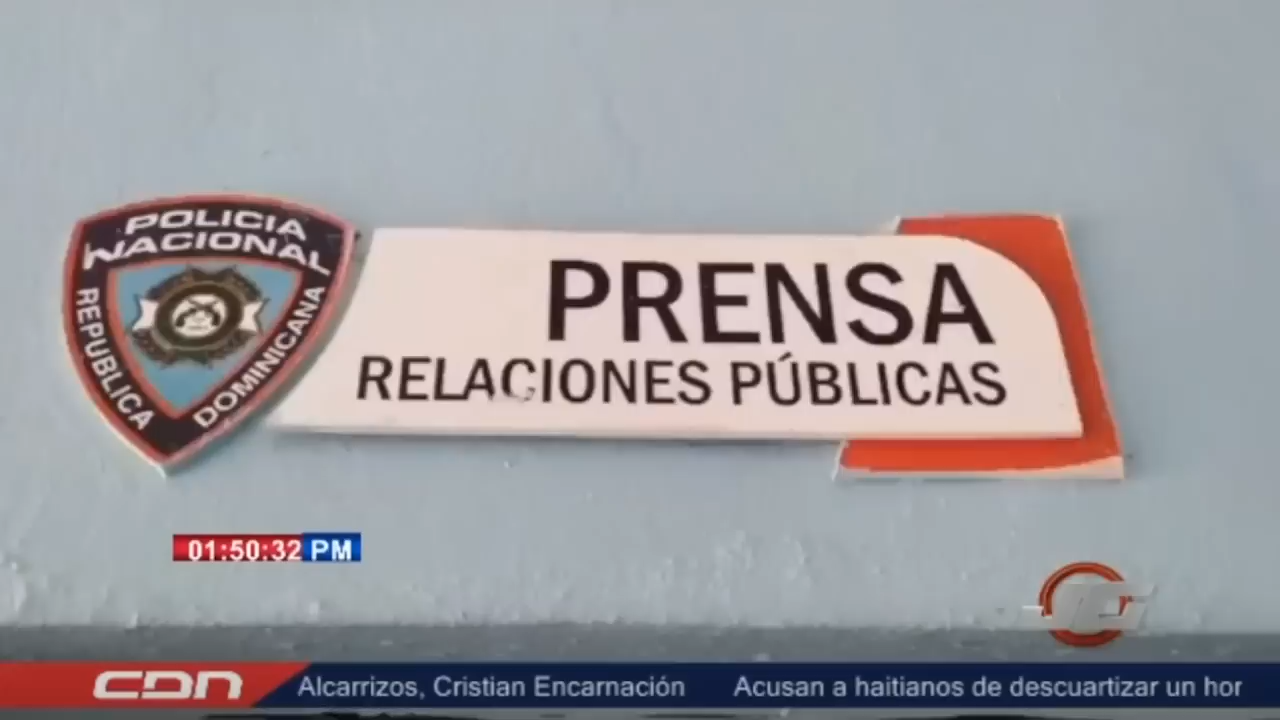 POLICIA
NACIONAL
REPUBLICA
DOMINICANA
PRENSA
RELACIONES PÚBLICAS
01:50:32 PM
CDN
Alcarrizos, Cristian Encarnación Acusan a haitianos de descuartizar un hor